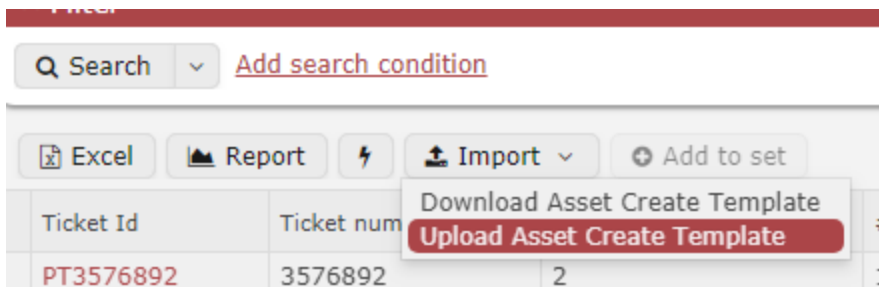 Search
Add search condition
Excel
Report
Import
Add to set
Download Asset Create Template
Upload Asset Create Template
Ticket Id
Ticket num
PT3576892
3576892
2